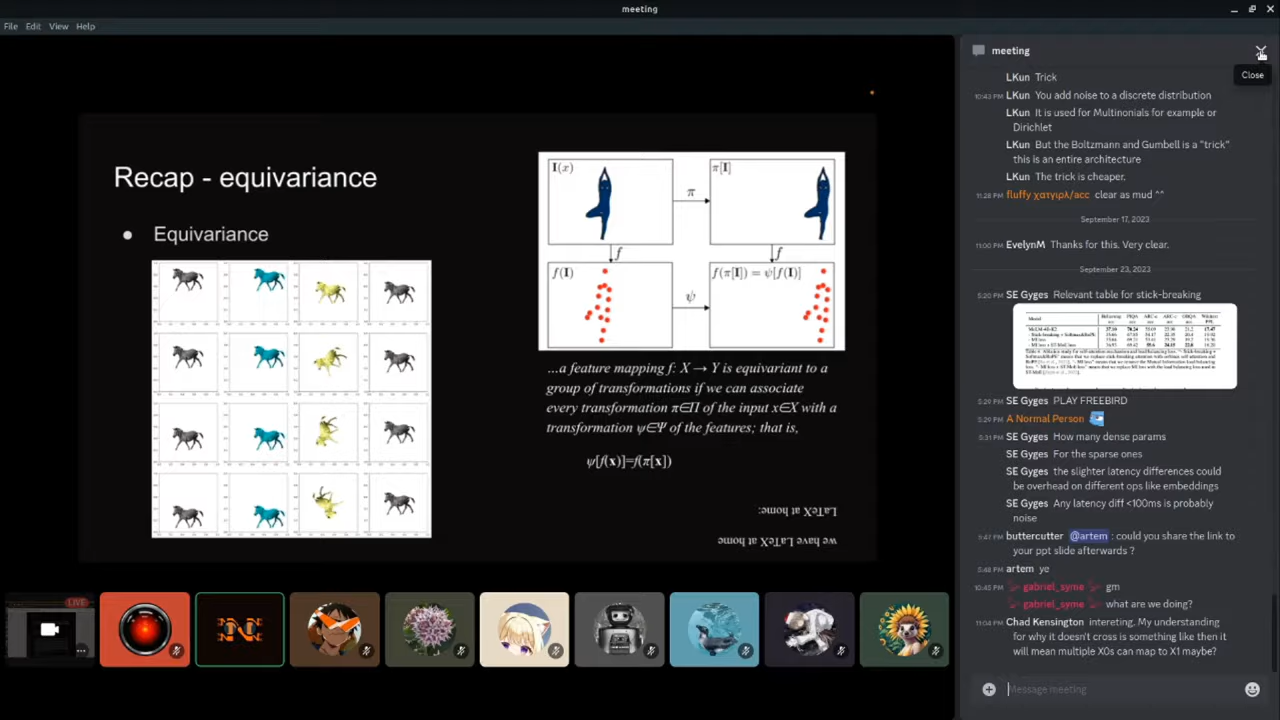 meeting
File Edit View Help
Recap - equivariance
● Equivariance
I(x)
π
π[I]
f
f
f(I)
ψ
f(π[I]) = ψ[f(I)]
...a feature mapping f: X → Y is equivariant to a
group of transformations if we can associate
every transformation π∈Π of the input x∈X with a
transformation ψ∈Ψ of the features; that is,
ψ[f(x)]=f(π[x])
LaTeX at home:
we have LaTeX at home
LIVE
meeting
Close
LKun Trick
10:43 PM LKun You add noise to a discrete distribution
LKun It is used for Multinonials for example or
Dirichlet
LKun But the Boltzmann and Gumbell is a "trick"
this is an entire architecture
LKun The trick is cheaper.
11:28 PM fluffy χατγιρλ/acc clear as mud ^^
September 17, 2023
11:00 PM EvelynM Thanks for this. Very clear.
September 23, 2023
5:20 PM SE Gyges Relevant table for stick-breaking
5:29 PM SE Gyges PLAY FREEBIRD
5:29 PM A Normal Person
5:31 PM SE Gyges How many dense params
SE Gyges For the sparse ones
SE Gyges the slighter latency differences could
be overhead on different ops like embeddings
SE Gyges Any latency diff <100ms is probably
noise
5:47 PM buttercutter @artem : could you share the link to
your ppt slide afterwards ?
5:48 PM artem ye
10:45 PM gabriel_syme gm
gabriel_syme what are we doing?
11:04 PM Chad Kensington intereting. My understanding
for why it doesn't cross is something like then it
will mean multiple X0s can map to X1 maybe?
Message meeting